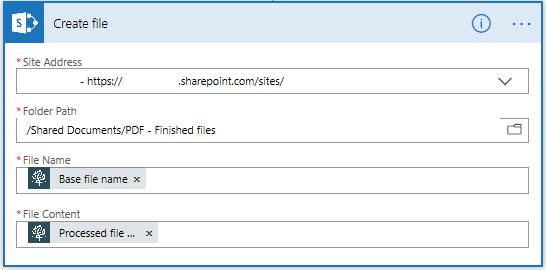 Create file
* Site Address
- https:// .sharepoint.com/sites/
* Folder Path
/Shared Documents/PDF - Finished files
* File Name
Base file name ×
* File Content
Processed file ... ×